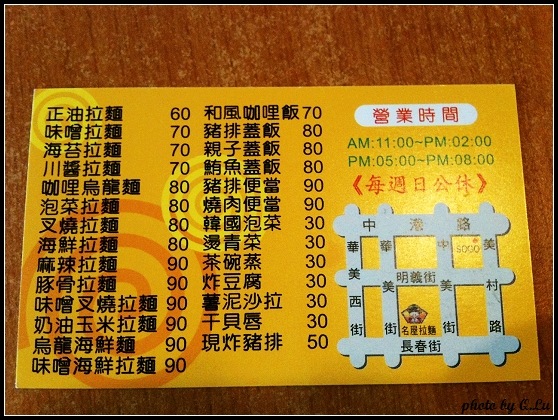 正油拉麵 60
味噌拉麵 70
海苔拉麵 70
川醬拉麵 70
咖哩烏龍麵 80
泡菜拉麵 80
叉燒拉麵 80
海鮮拉麵 80
麻辣拉麵 90
豚骨拉麵 90
味噌叉燒拉麵 90
奶油玉米拉麵 90
烏龍海鮮麵 90
味噌海鮮拉麵 90
和風咖哩飯 70
豬排蓋飯 80
親子蓋飯 80
鮪魚蓋飯 80
豬排便當 90
燒肉便當 90
韓國泡菜 30
燙青菜 30
茶碗蒸 30
炸豆腐 30
薯泥沙拉 30
干貝唇 30
現炸豬排 50
營業時間
AM:11:00~PM:02:00
PM:05:00~PM:08:00
《每週日公休》
中港路
華美西街
華美街
中美街
SOGO
美村路
明義街
名屋拉麵
長春街
photo by G.Lu